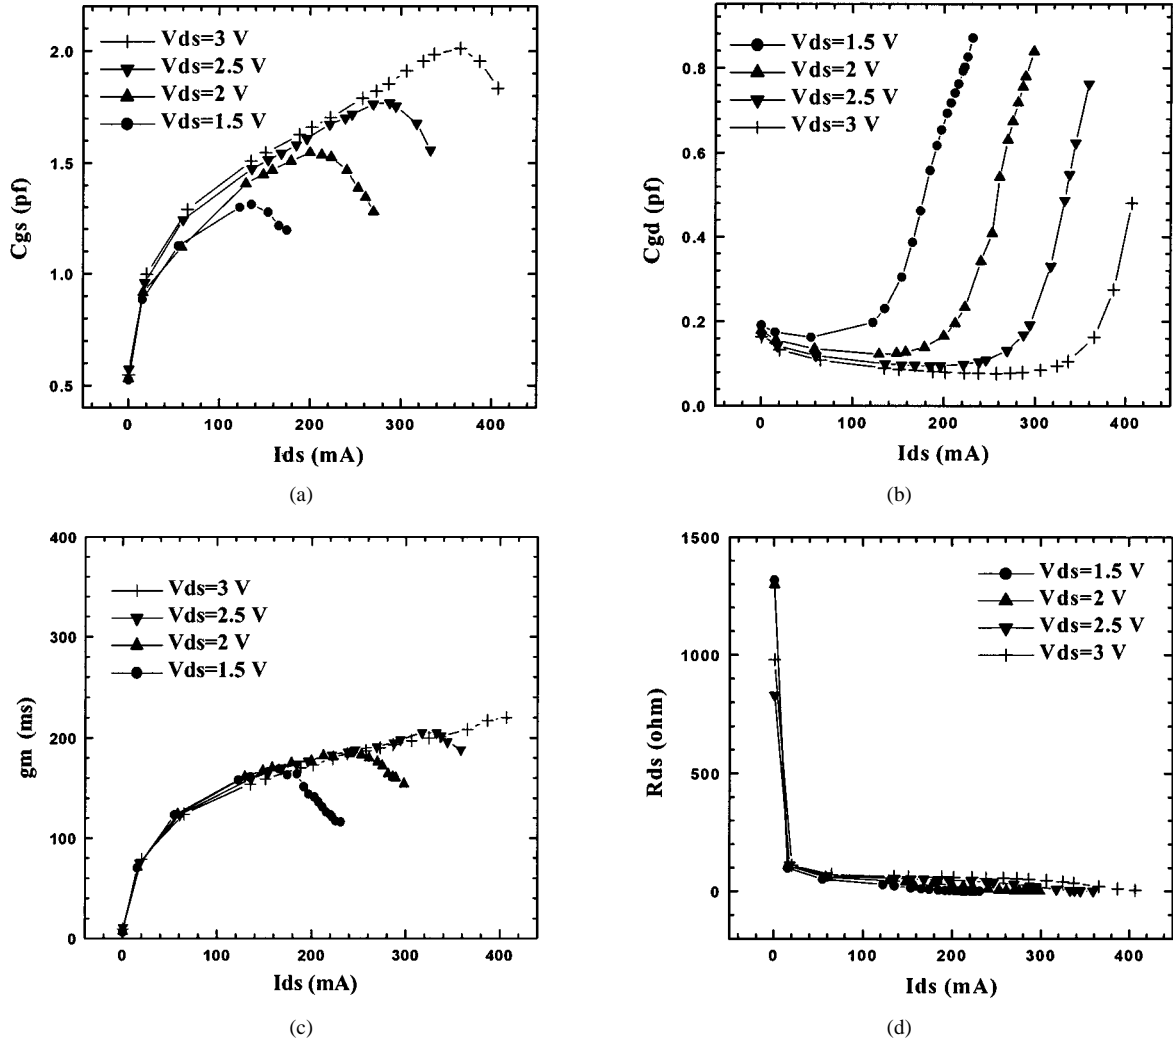 Vds=3 V
Vds=2.5 V
Vds=2 V
Vds=1.5 V
2.0
1.5
1.0
0.5
Cgs (pf)
0 100 200 300 400
Ids (mA)
(a)
Vds=1.5 V
Vds=2 V
Vds=2.5 V
Vds=3 V
0.8
0.6
0.4
0.2
0.0
Cgd (pf)
0 100 200 300 400
Ids (mA)
(b)
400
300
200
100
0
gm (ms)
Vds=3 V
Vds=2.5 V
Vds=2 V
Vds=1.5 V
0 100 200 300 400
Ids (mA)
(c)
1500
1000
500
0
Rds (ohm)
Vds=1.5 V
Vds=2 V
Vds=2.5 V
Vds=3 V
0 100 200 300 400
Ids (mA)
(d)